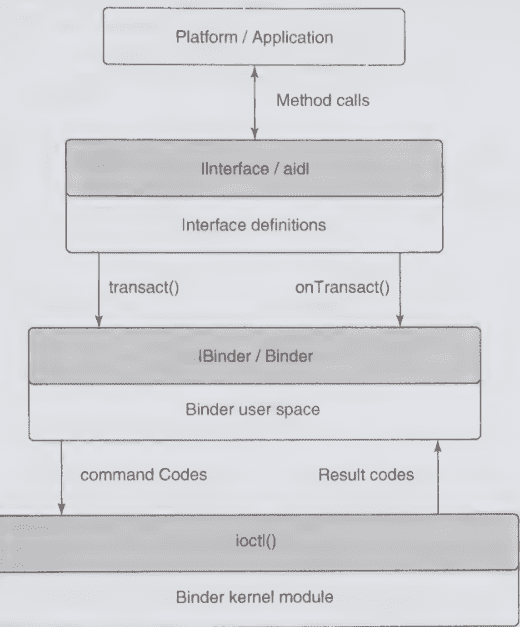 Platform / Application
Method calls
IInterface / aidl
Interface definitions
transact()
onTransact()
IBinder / Binder
Binder user space
command Codes
Result codes
ioctl()
Binder kernel module